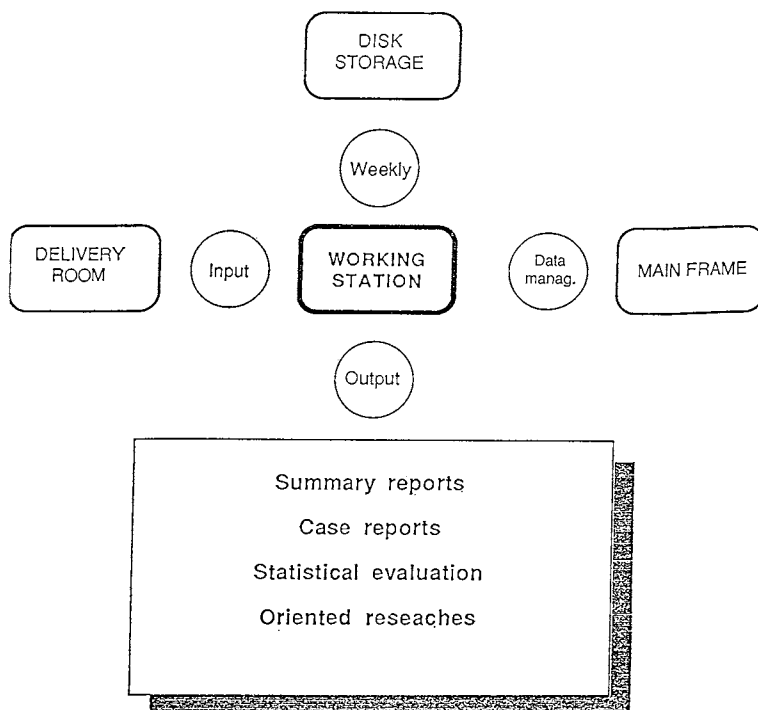 DISK
STORAGE
Weekly
DELIVERY
ROOM
Input
WORKING
STATION
Data
manag.
MAIN FRAME
Output
Summary reports
Case reports
Statistical evaluation
Oriented reseaches